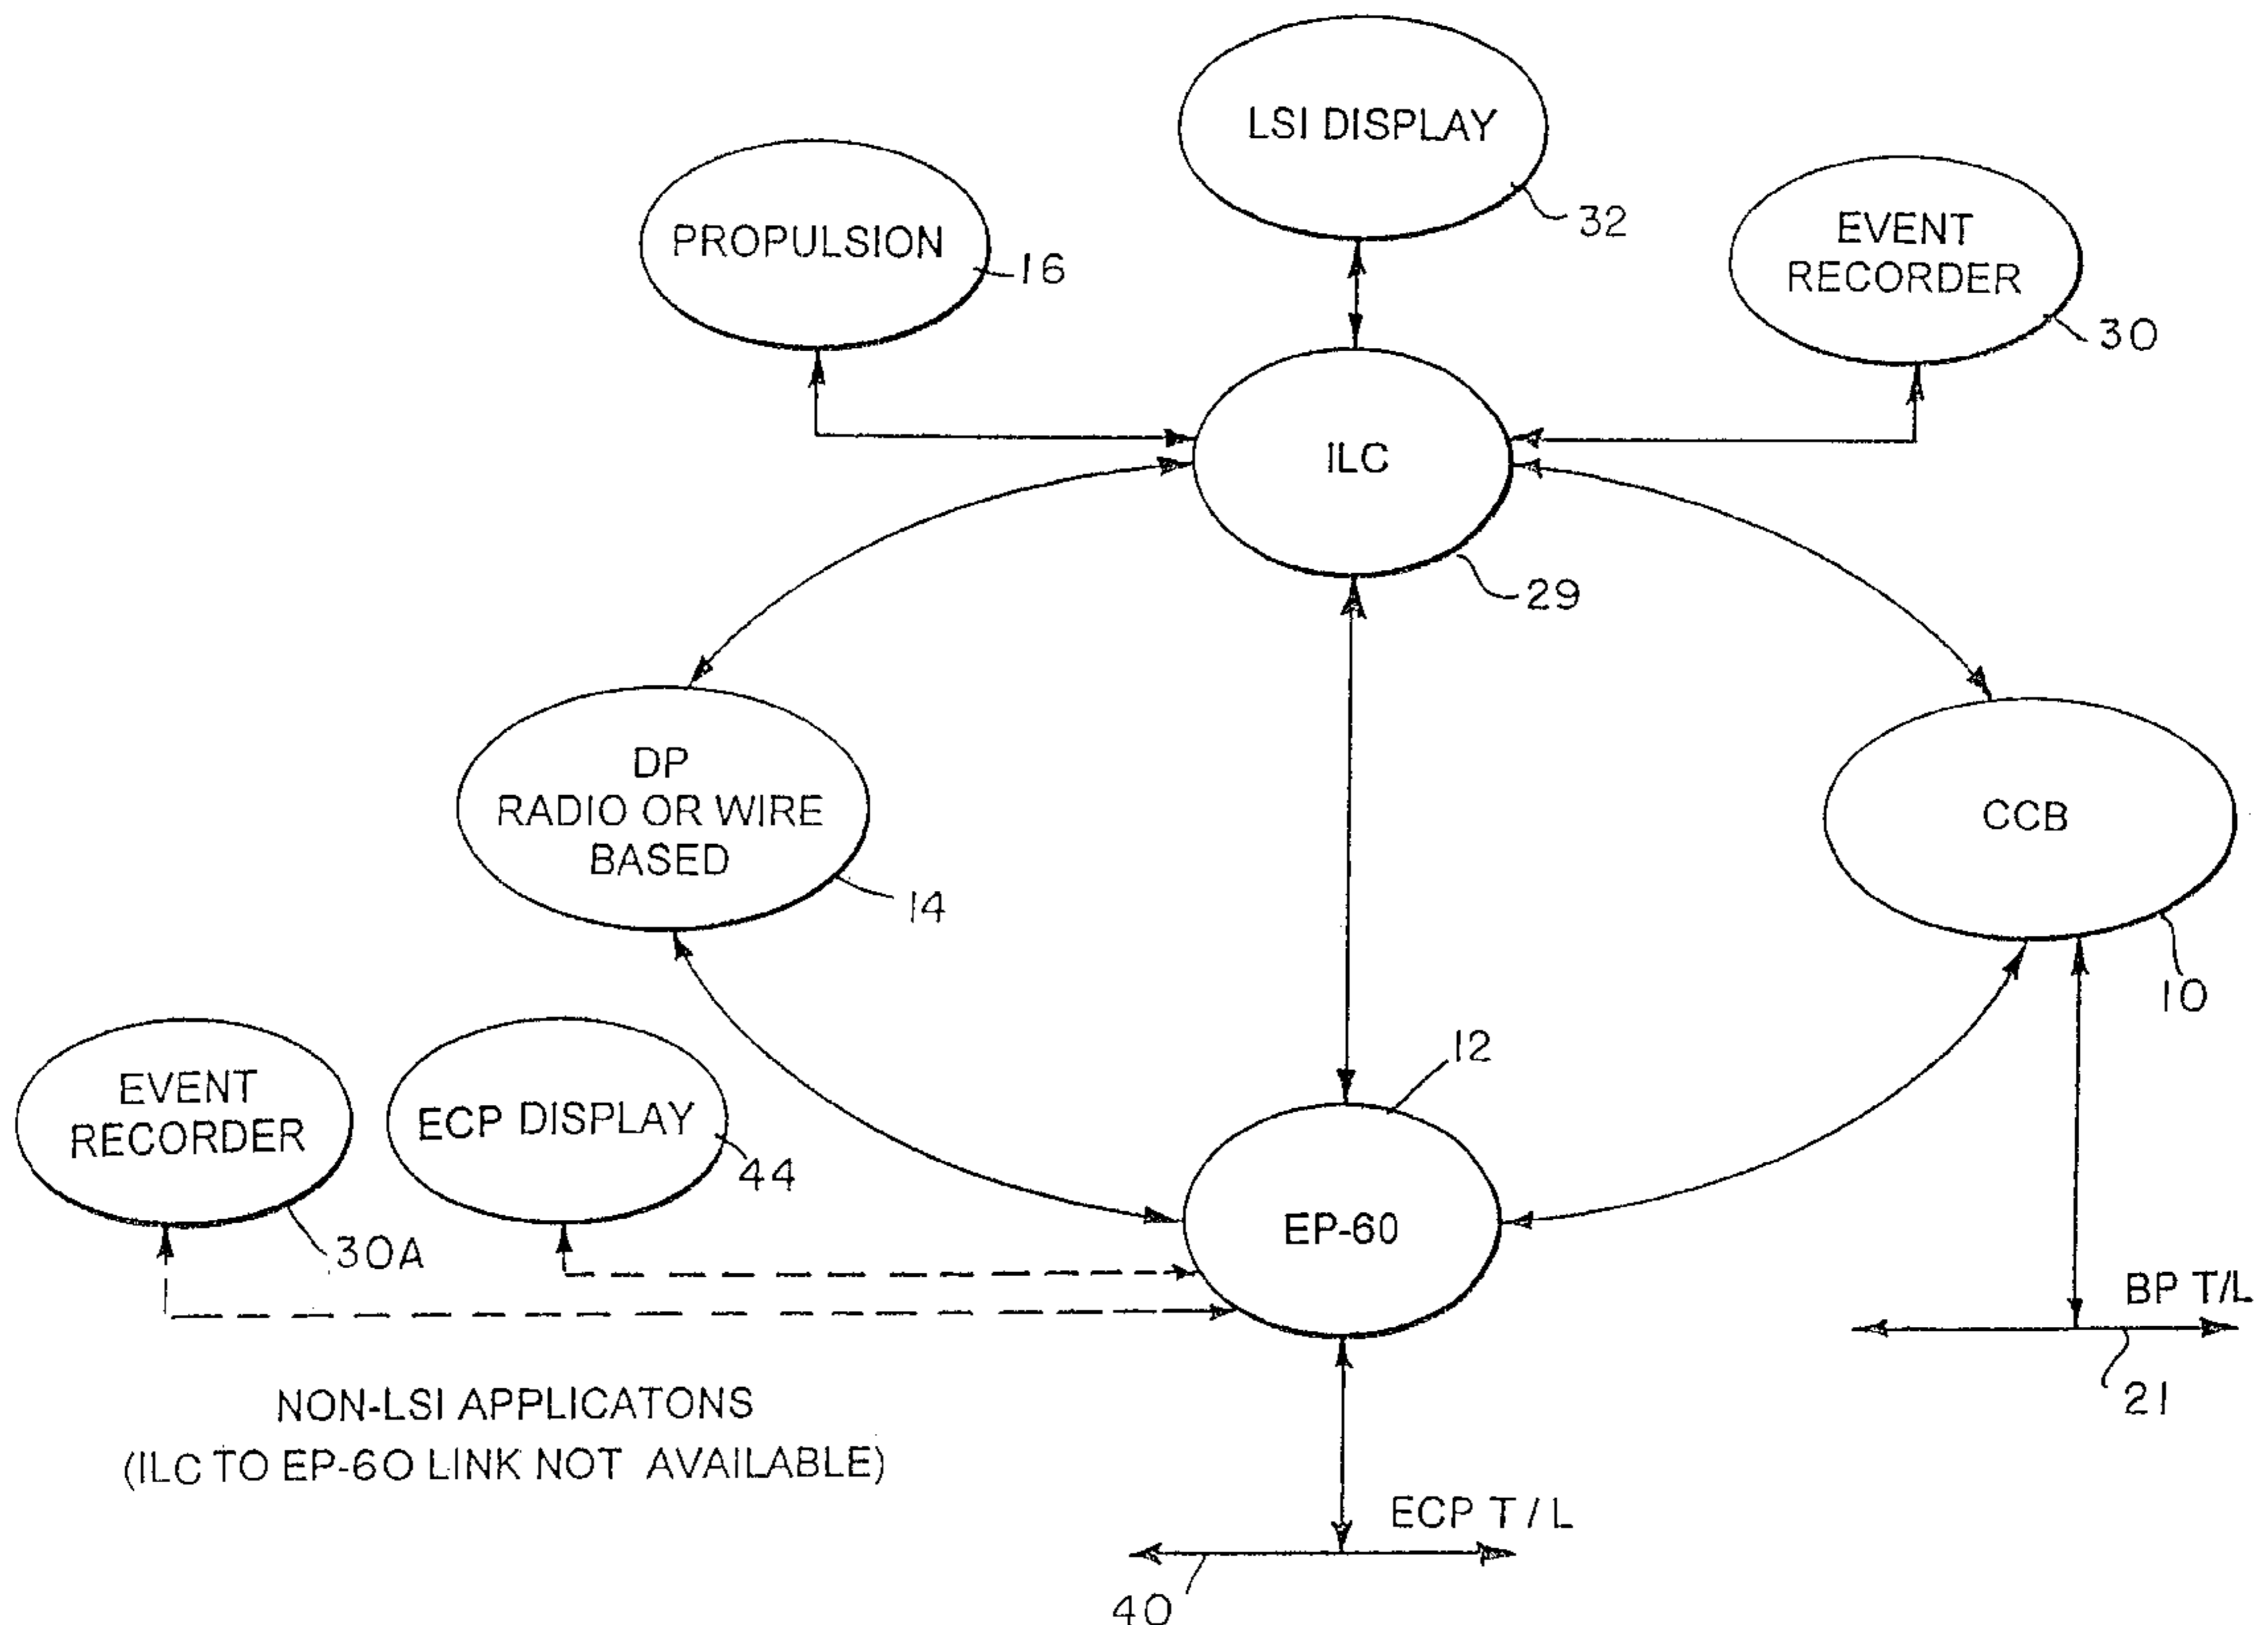 LSI DISPLAY
32
PROPULSION
16
EVENT
RECORDER
30
ILC
29
DP
RADIO OR WIRE
BASED
14
CCB
10
EVENT
RECORDER
30A
ECP DISPLAY
44
12
EP-60
BP T/L
21
NON-LSI APPLICATONS
(ILC TO EP-60 LINK NOT AVAILABLE)
ECP T / L
40